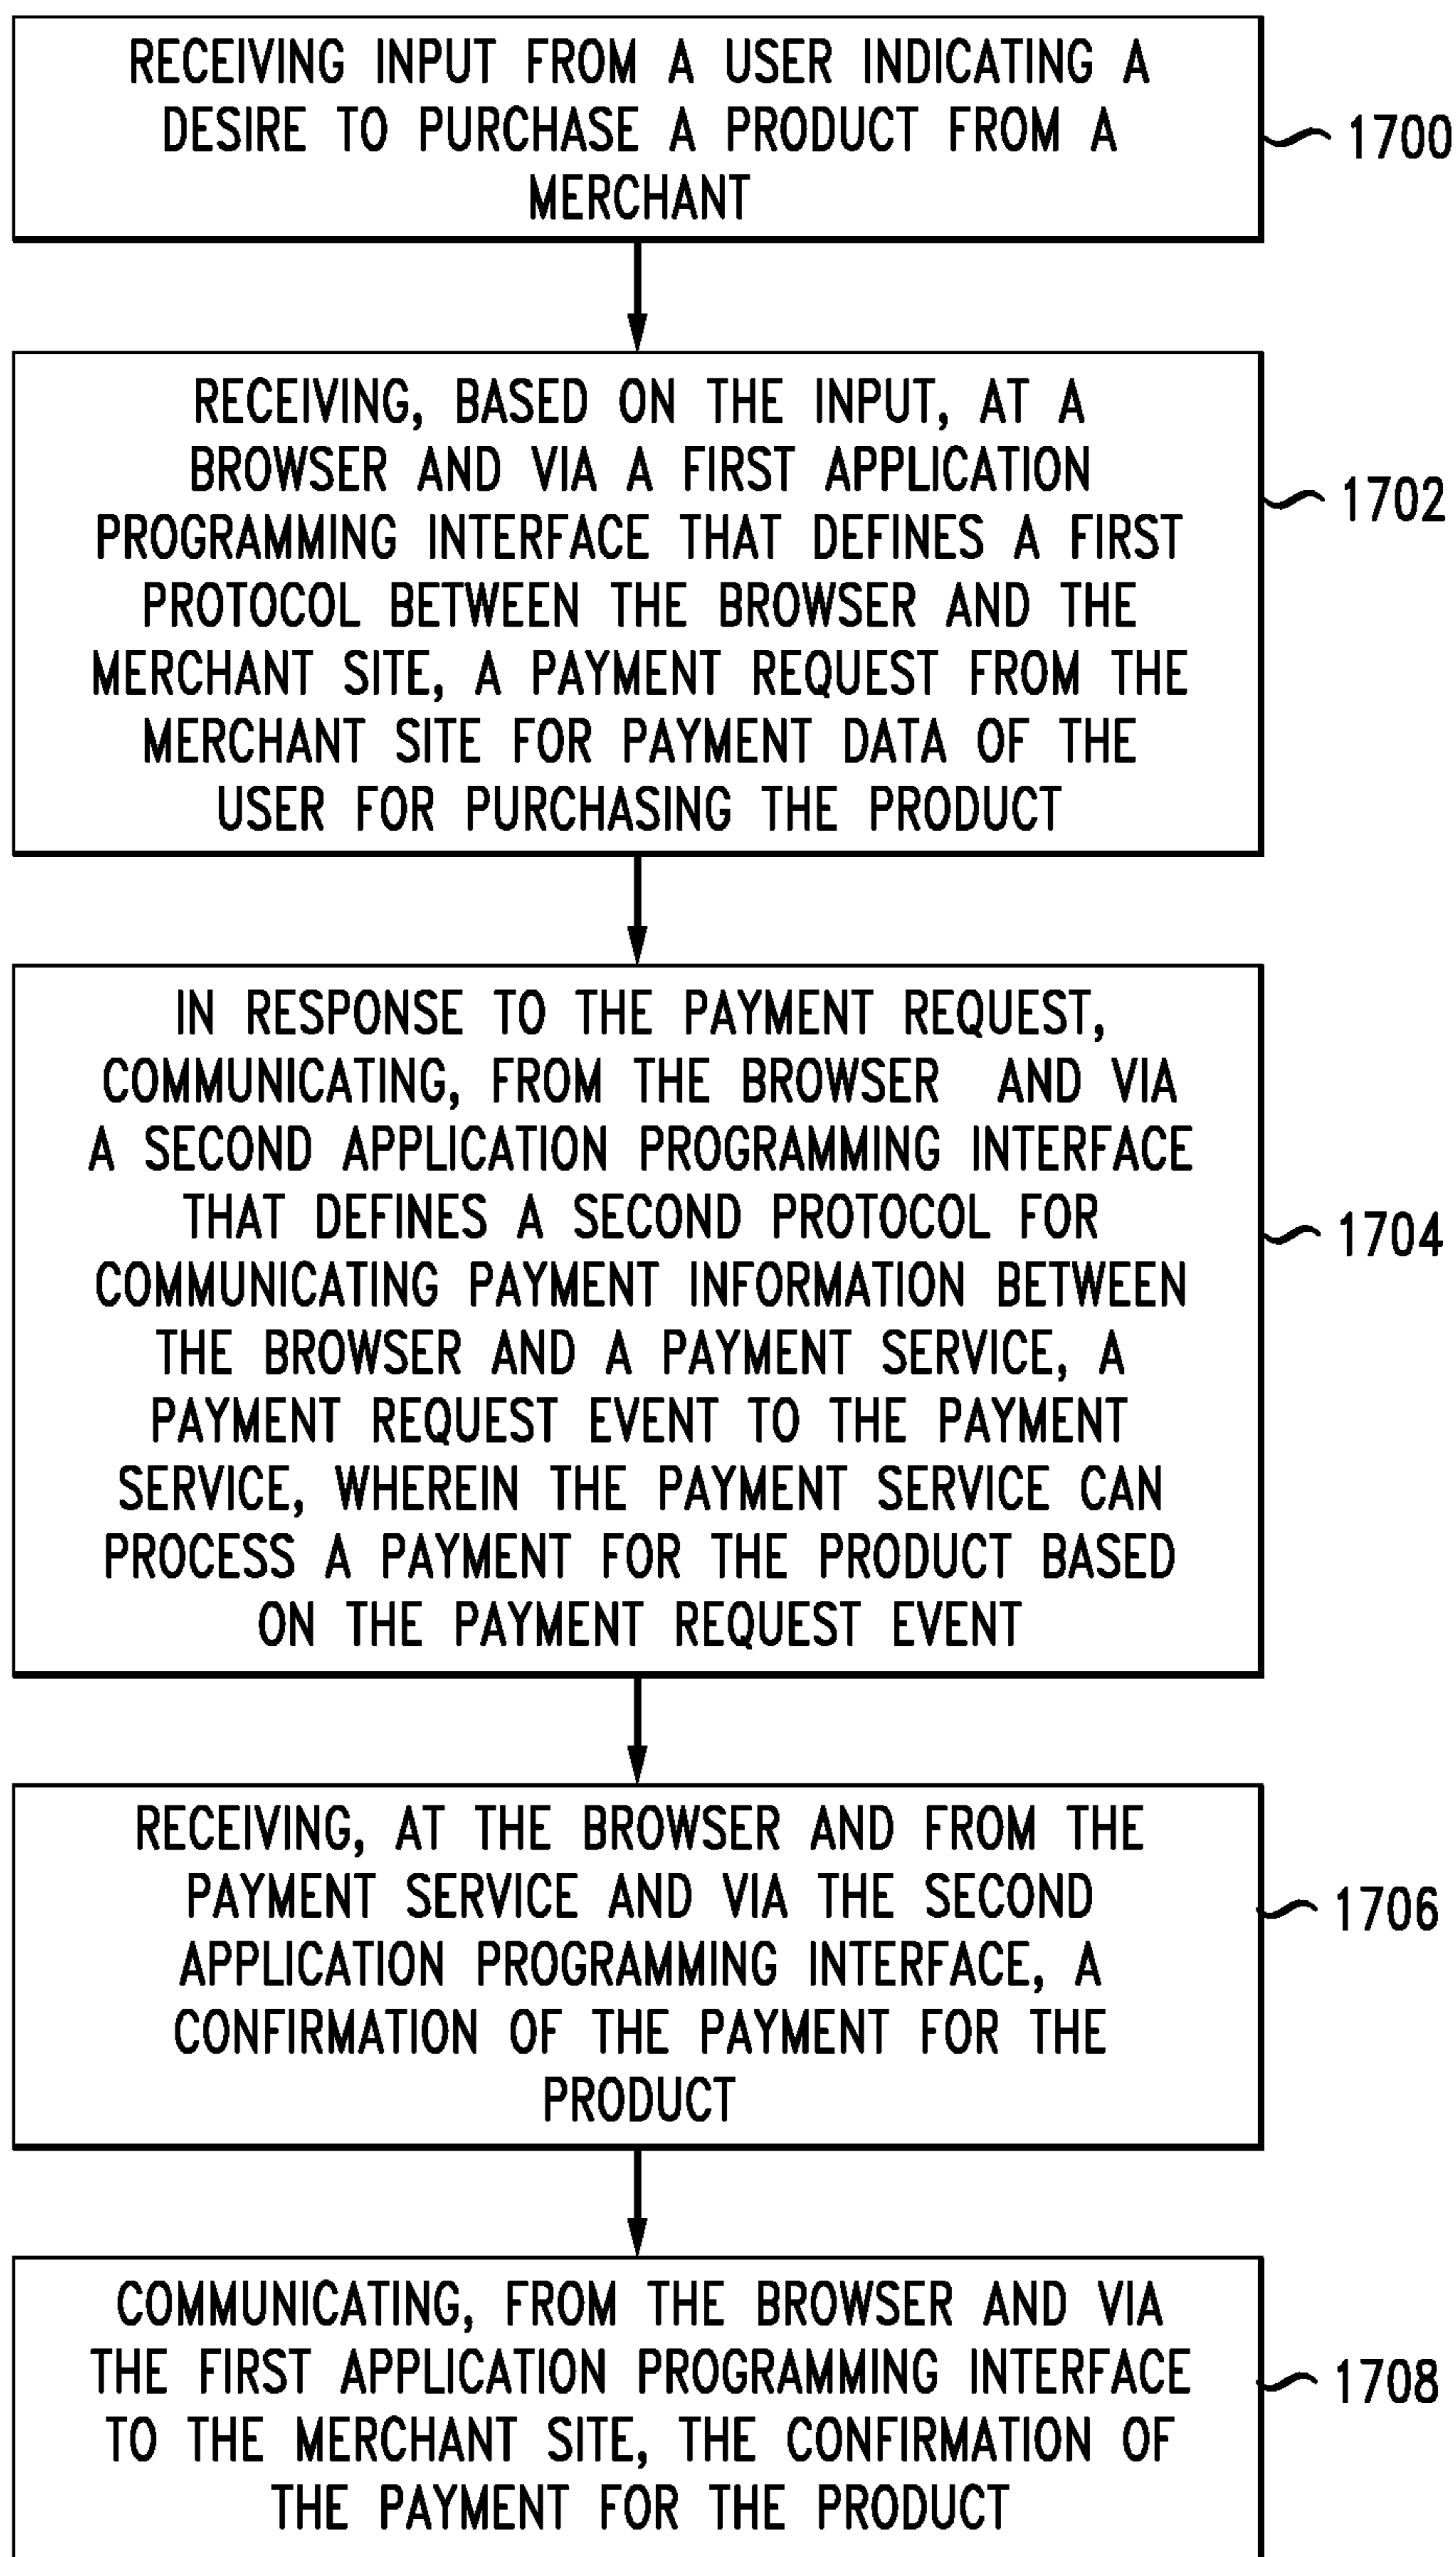 RECEIVING INPUT FROM A USER INDICATING A
DESIRE TO PURCHASE A PRODUCT FROM A
MERCHANT
1700
RECEIVING, BASED ON THE INPUT, AT A
BROWSER AND VIA A FIRST APPLICATION
PROGRAMMING INTERFACE THAT DEFINES A FIRST
PROTOCOL BETWEEN THE BROWSER AND THE
MERCHANT SITE, A PAYMENT REQUEST FROM THE
MERCHANT SITE FOR PAYMENT DATA OF THE
USER FOR PURCHASING THE PRODUCT
1702
IN RESPONSE TO THE PAYMENT REQUEST,
COMMUNICATING, FROM THE BROWSER AND VIA
A SECOND APPLICATION PROGRAMMING INTERFACE
THAT DEFINES A SECOND PROTOCOL FOR
COMMUNICATING PAYMENT INFORMATION BETWEEN
THE BROWSER AND A PAYMENT SERVICE, A
PAYMENT REQUEST EVENT TO THE PAYMENT
SERVICE, WHEREIN THE PAYMENT SERVICE CAN
PROCESS A PAYMENT FOR THE PRODUCT BASED
ON THE PAYMENT REQUEST EVENT
1704
RECEIVING, AT THE BROWSER AND FROM THE
PAYMENT SERVICE AND VIA THE SECOND
APPLICATION PROGRAMMING INTERFACE, A
CONFIRMATION OF THE PAYMENT FOR THE
PRODUCT
1706
COMMUNICATING, FROM THE BROWSER AND VIA
THE FIRST APPLICATION PROGRAMMING INTERFACE
TO THE MERCHANT SITE, THE CONFIRMATION OF
THE PAYMENT FOR THE PRODUCT
1708